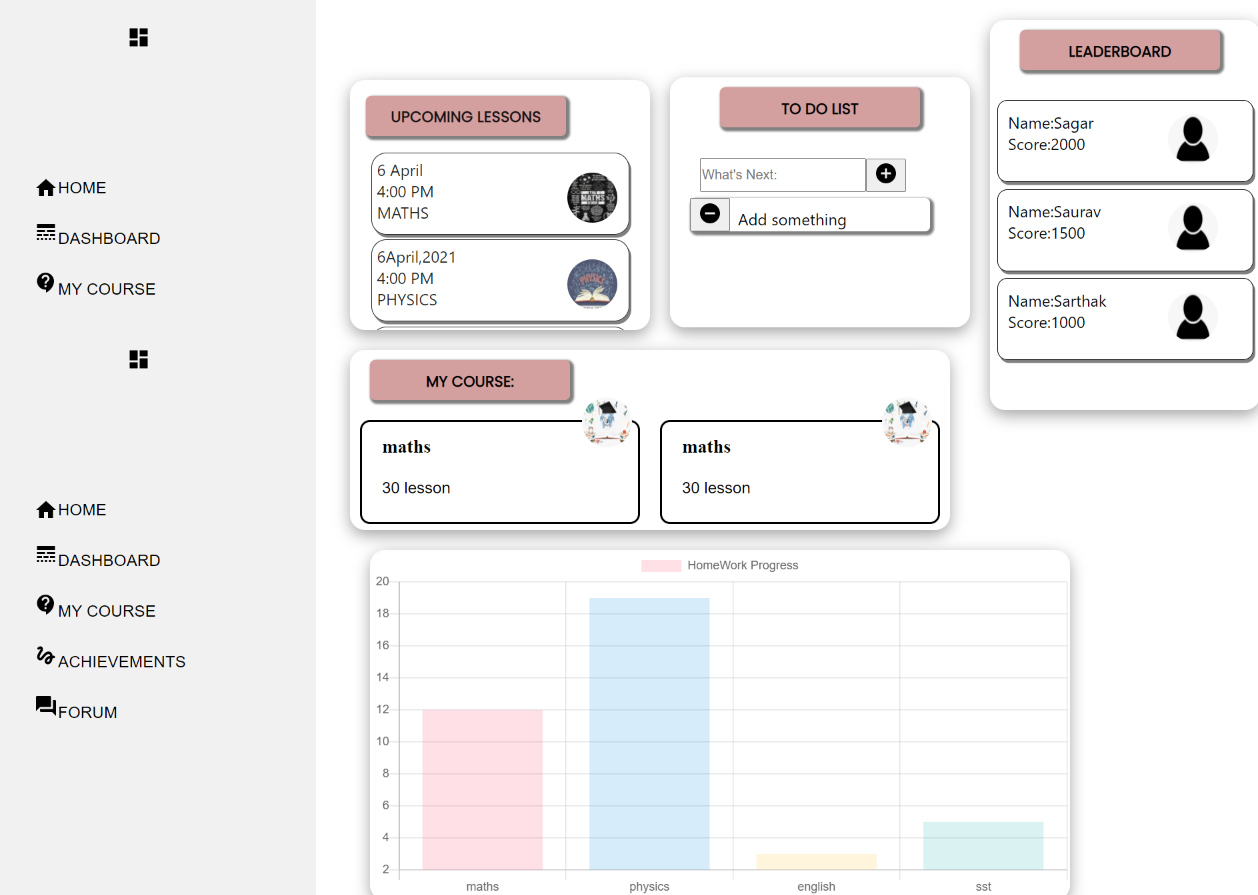 HOME
DASHBOARD
MY COURSE
HOME
DASHBOARD
MY COURSE
ACHIEVEMENTS
FORUM
UPCOMING LESSONS
6 April
4:00 PM
MATHS
MATHS
6April,2021
4:00 PM
PHYSICS
PHYSICS
TO DO LIST
What's Next:
Add something
LEADERBOARD
Name:Sagar
Score:2000
Name:Saurav
Score:1500
Name:Sarthak
Score:1000
MY COURSE:
maths
30 lesson
maths
30 lesson
HomeWork Progress
20
18
16
14
12
10
8
6
4
2
maths physics english sst